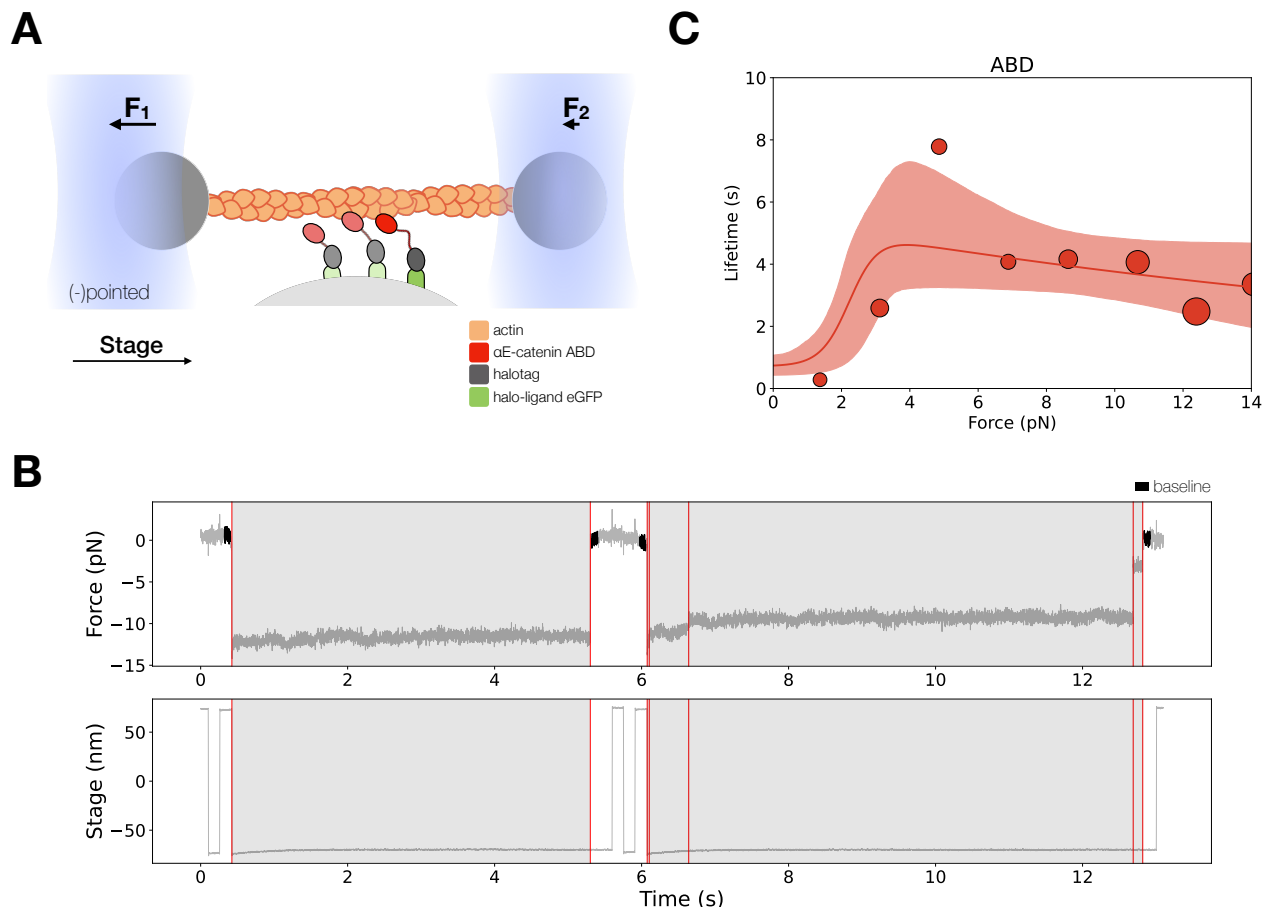 A
F1
F2
(-)pointed
Stage
actin
αE-catenin ABD
halotag
halo-ligand eGFP
C
ABD
Lifetime (s)
10
8
6
4
2
0
0 2 4 6 8 10 12 14
Force (pN)
B
baseline
Force (pN)
0
−5
−10
−15
0 2 4 6 8 10 12
Stage (nm)
50
0
−50
0 2 4 6 8 10 12
Time (s)